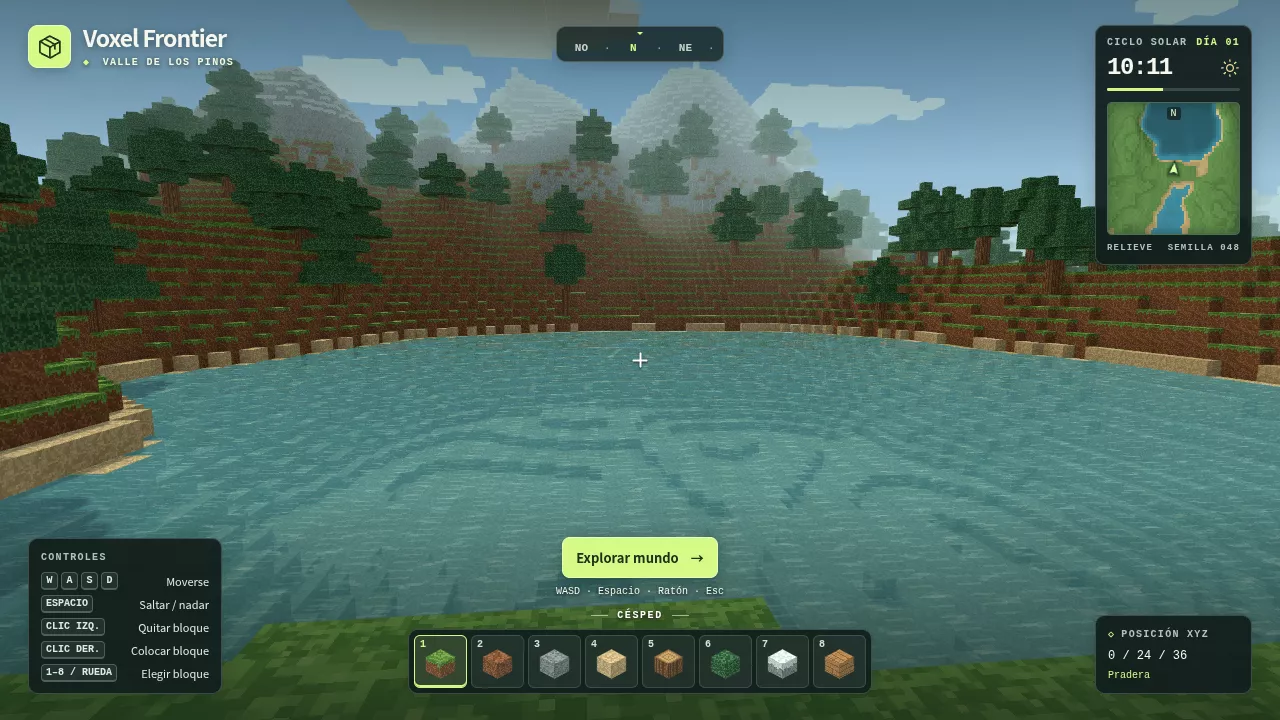 Voxel Frontier
VALLE DE LOS PINOS
NO · N · NE ·
CICLO SOLAR DÍA 01
10:11
N
RELIEVE SEMILLA 048
CONTROLES
W A S D Moverse
ESPACIO Saltar / nadar
CLIC IZQ. Quitar bloque
CLIC DER. Colocar bloque
1–8 / RUEDA Elegir bloque
Explorar mundo →
WASD · Espacio · Ratón · Esc
CÉSPED
1 2 3 4 5 6 7 8
POSICIÓN XYZ
0 / 24 / 36
Pradera